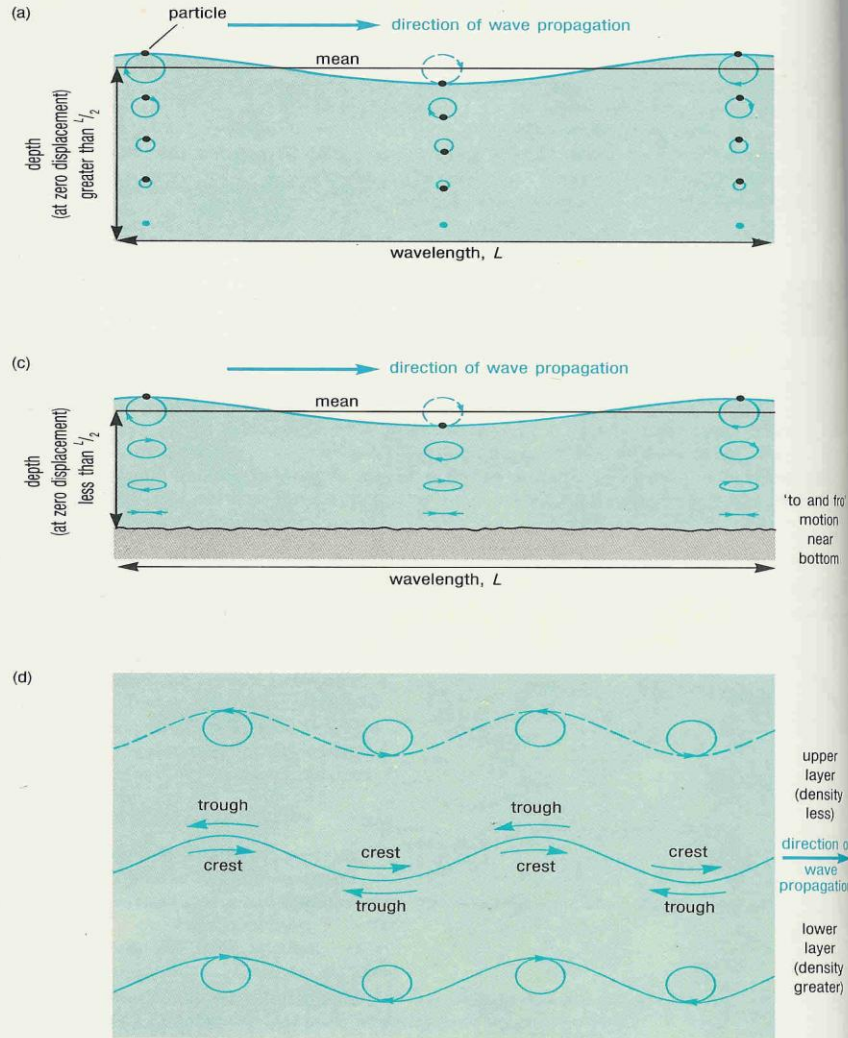 (a)
particle
direction of wave propagation
mean
depth
(at zero displacement)
greater than L/2
wavelength, L
(c)
direction of wave propagation
mean
depth
(at zero displacement)
less than L/2
'to and fro'
motion
near
bottom
wavelength, L
(d)
trough
crest
crest
trough
trough
crest
crest
trough
upper
layer
(density
less)
direction o
wave
propagation
lower
layer
(density
greater)